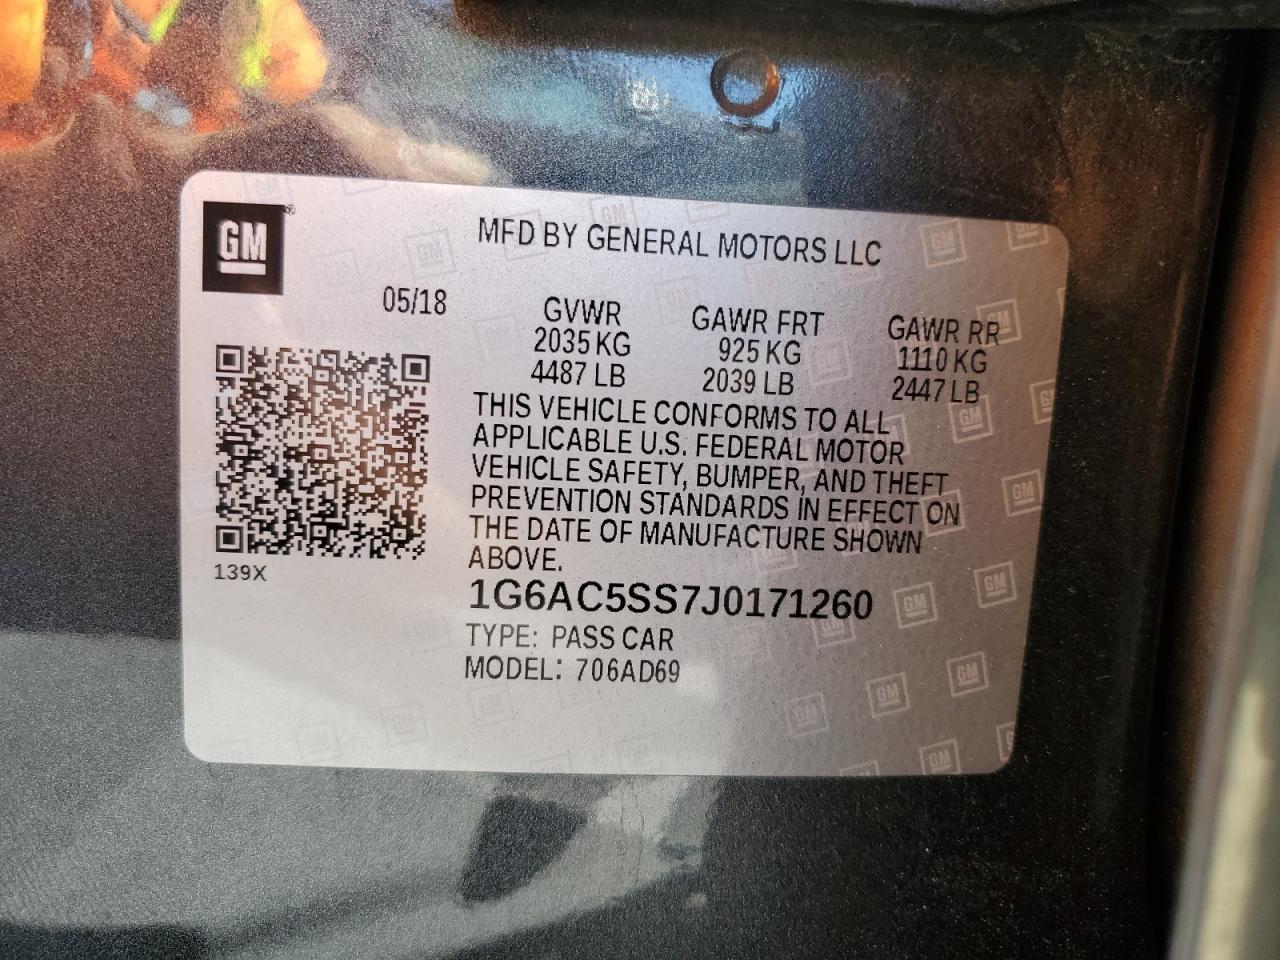 GM
MFD BY GENERAL MOTORS LLC
05/18
GVWR
2035 KG
4487 LB
GAWR FRT
925 KG
2039 LB
GAWR RR
1110 KG
2447 LB
THIS VEHICLE CONFORMS TO ALL
APPLICABLE U.S. FEDERAL MOTOR
VEHICLE SAFETY, BUMPER, AND THEFT
PREVENTION STANDARDS IN EFFECT ON
THE DATE OF MANUFACTURE SHOWN
ABOVE.
139X
1G6AC5SS7J0171260
TYPE: PASS CAR
MODEL: 706AD69